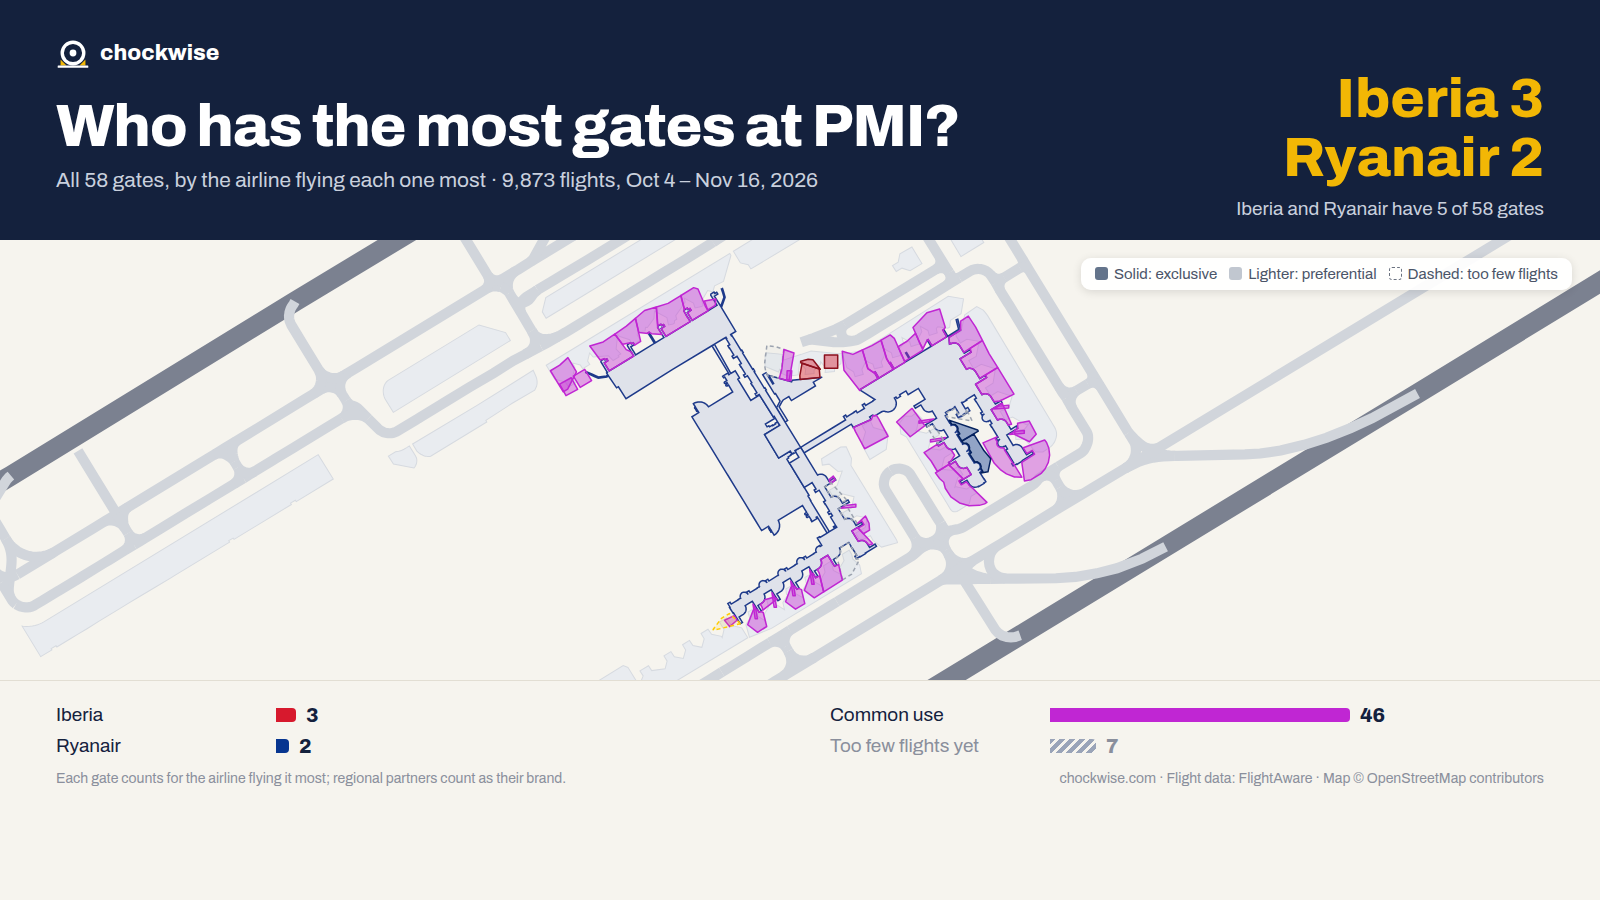 chockwise
Who has the most gates at PMI?
All 58 gates, by the airline flying each one most · 9,873 flights, Oct 4 – Nov 16, 2026
Iberia 3
Ryanair 2
Iberia and Ryanair have 5 of 58 gates
Solid: exclusive Lighter: preferential Dashed: too few flights
Iberia 3
Ryanair 2
Common use 46
Too few flights yet 7
Each gate counts for the airline flying it most; regional partners count as their brand.
chockwise.com · Flight data: FlightAware · Map © OpenStreetMap contributors